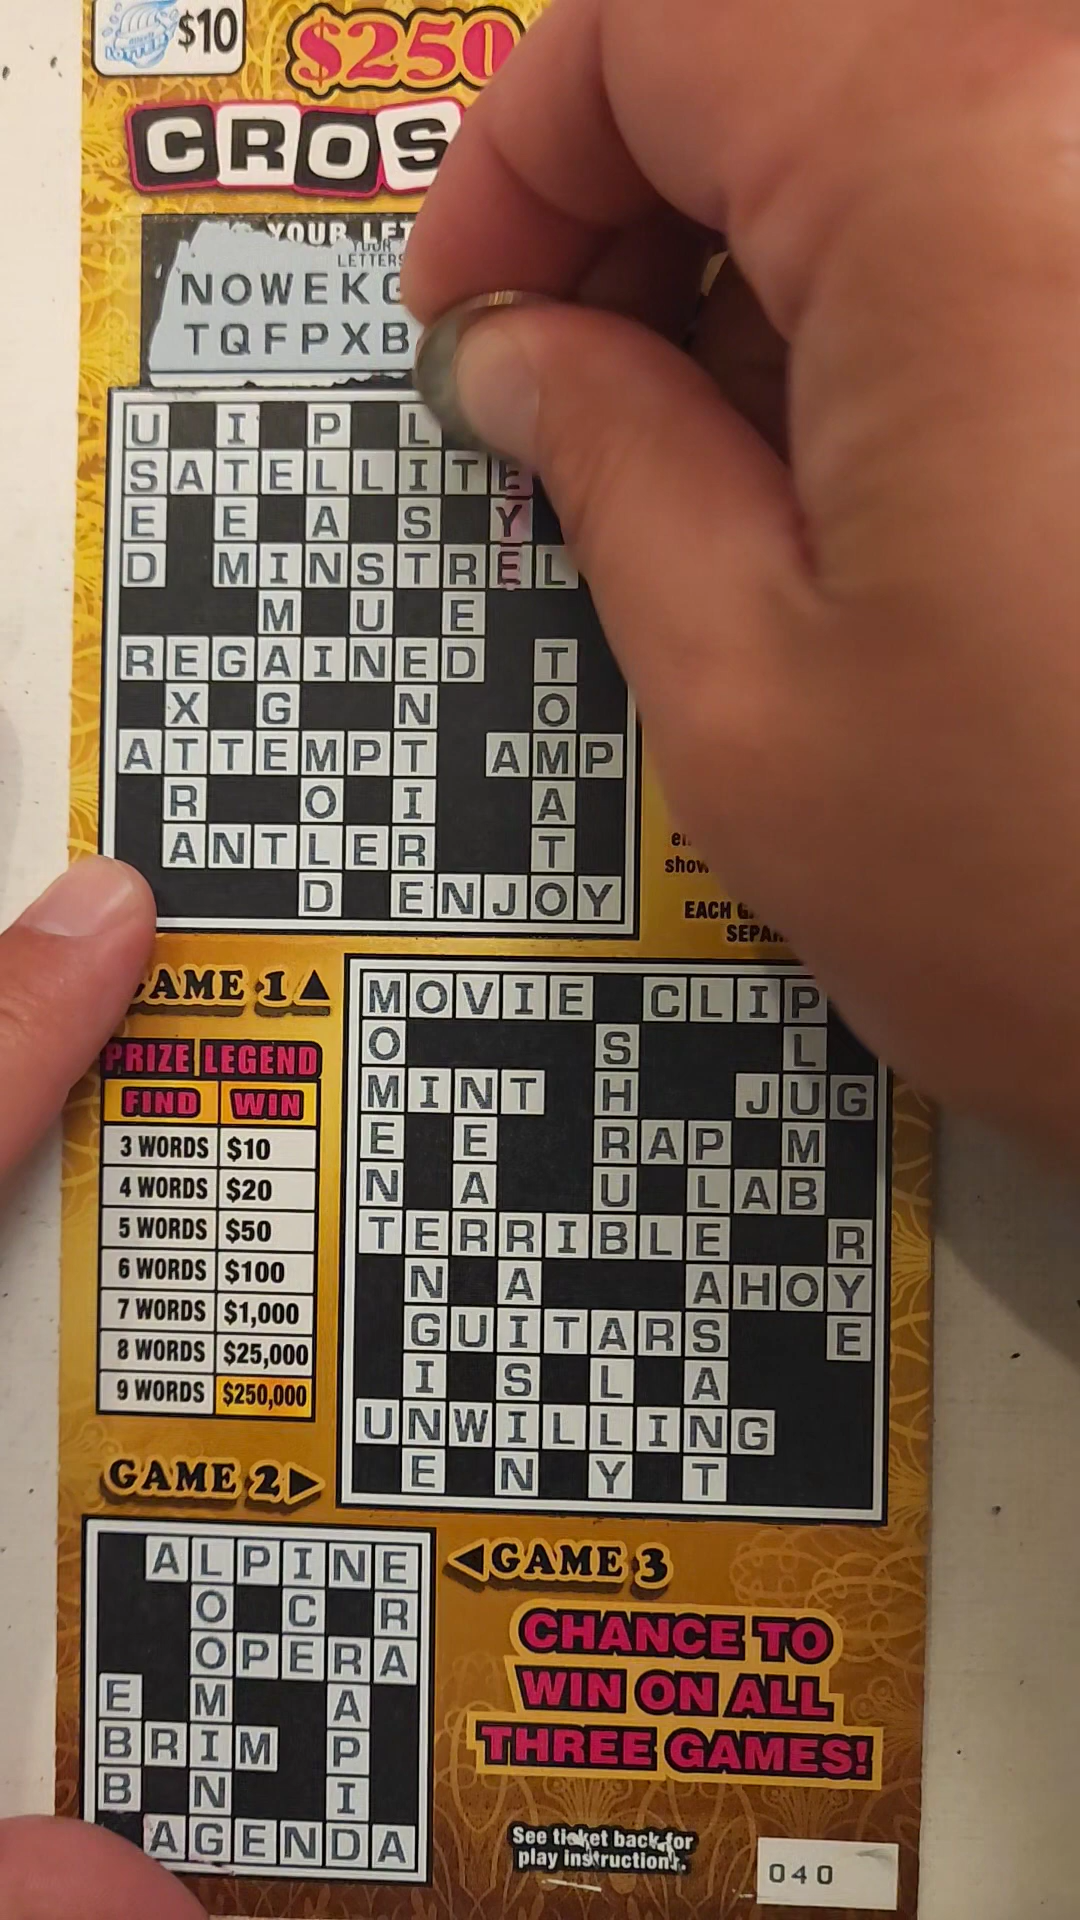 $10
$250
CROS
YOUR LET
YOUR
LETTERS
NOWEKG
TQFPXB
U I P L
SATELLITE
E E A S Y
D MINSTREL
M U E
REGAINED T
X G N O
ATTEMPT AMP
R O I A
ANTLER T
D ENJOY
show
EACH
GAME 1▲
MOVIE CLIP
O S L
MINT H JUG
E E RAP M
N A U LAB
TERRIBLE R
N A AHOY
GUITARS E
I S L A
UNWILLING
E N Y T
PRIZE LEGEND
FIND WIN
3 WORDS $10
4 WORDS $20
5 WORDS $50
6 WORDS $100
7 WORDS $1,000
8 WORDS $25,000
9 WORDS $250,000
GAME 2▶
ALPINE
O C R
OPERA
E M A
BRIM P
B N I
AGENDA
◀GAME 3
CHANCE TO
WIN ON ALL
THREE GAMES!
See ticket back for
play instructions.
040